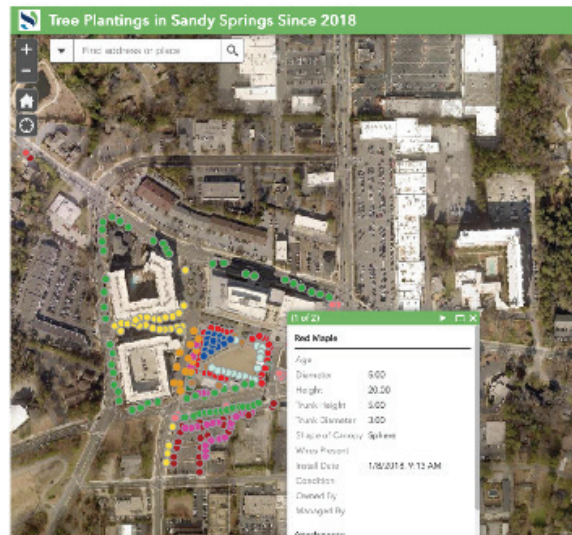 Tree Plantings in Sandy Springs Since 2018
+
Find address or place
−
(1 of 2)
Red Maple
Age
Diameter 5.00
Height 20.00
Trunk Height 5.00
Trunk Diameter 3.00
Shape of Canopy Sphere
Wires Present
Install Date 1/8/2018, 9:13 AM
Condition
Owned By
Managed By